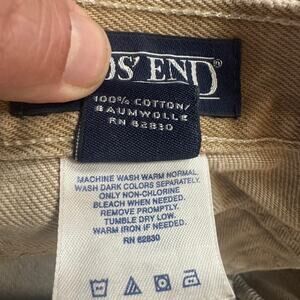 DS' END®
100% COTTON/
BAUMWOLLE
RN 62830
MACHINE WASH WARM NORMAL.
WASH DARK COLORS SEPARATELY.
ONLY NON-CHLORINE
BLEACH WHEN NEEDED.
REMOVE PROMPTLY.
TUMBLE DRY LOW.
WARM IRON IF NEEDED.
RN 62830